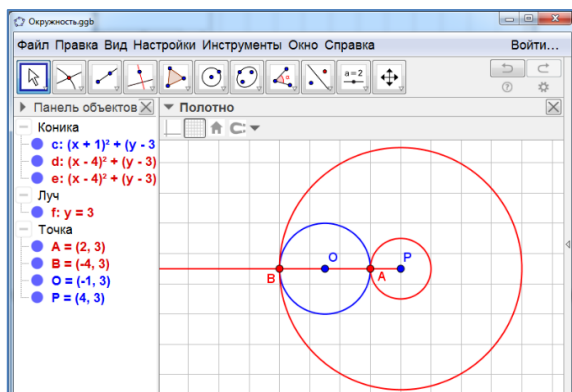 Окружность.ggb
Файл Правка Вид Настройки Инструменты Окно Справка Войти...
a=2
Панель объектов
Полотно
Коника
c: (x + 1)² + (y - 3
d: (x - 4)² + (y - 3)
e: (x - 4)² + (y - 3)
Луч
f: y = 3
Точка
A = (2, 3)
B = (-4, 3)
O = (-1, 3)
P = (4, 3)
O
P
B
A